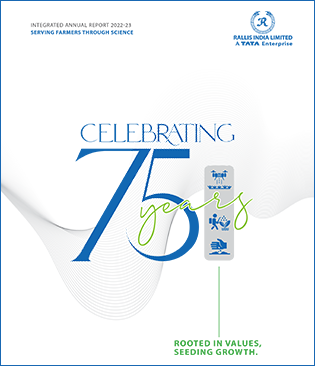 INTEGRATED ANNUAL REPORT 2022-23
SERVING FARMERS THROUGH SCIENCE
RALLIS INDIA LIMITED
A TATA Enterprise
CELEBRATING
75
years
ROOTED IN VALUES,
SEEDING GROWTH.